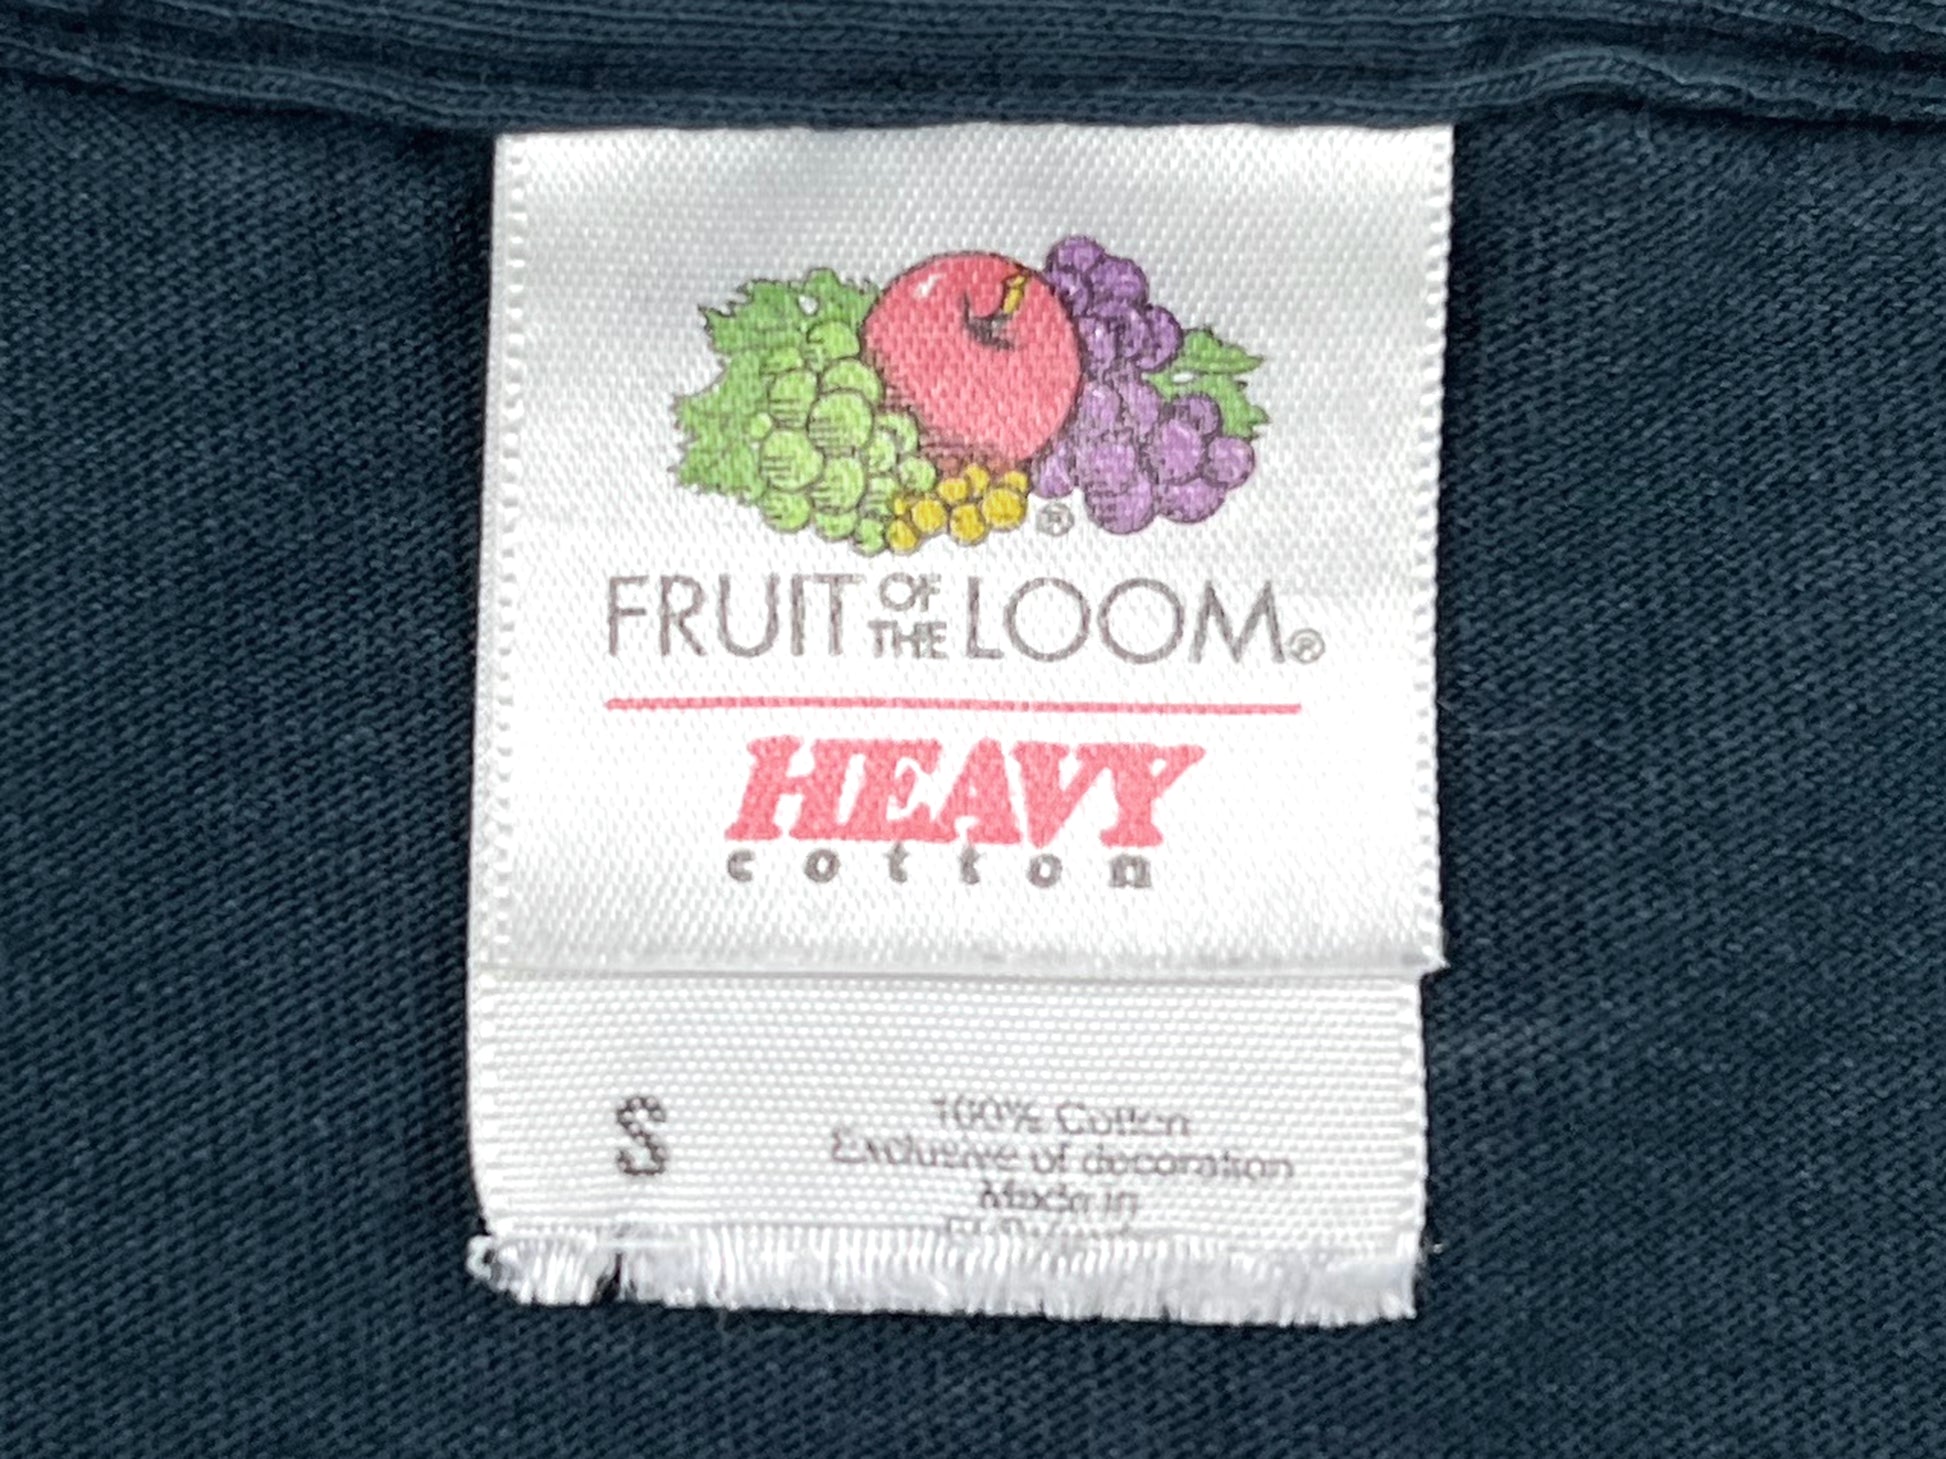 ®
FRUIT OF THE LOOM®
HEAVY
cotton
S
100% Cotton
Exclusive of decoration
Made in